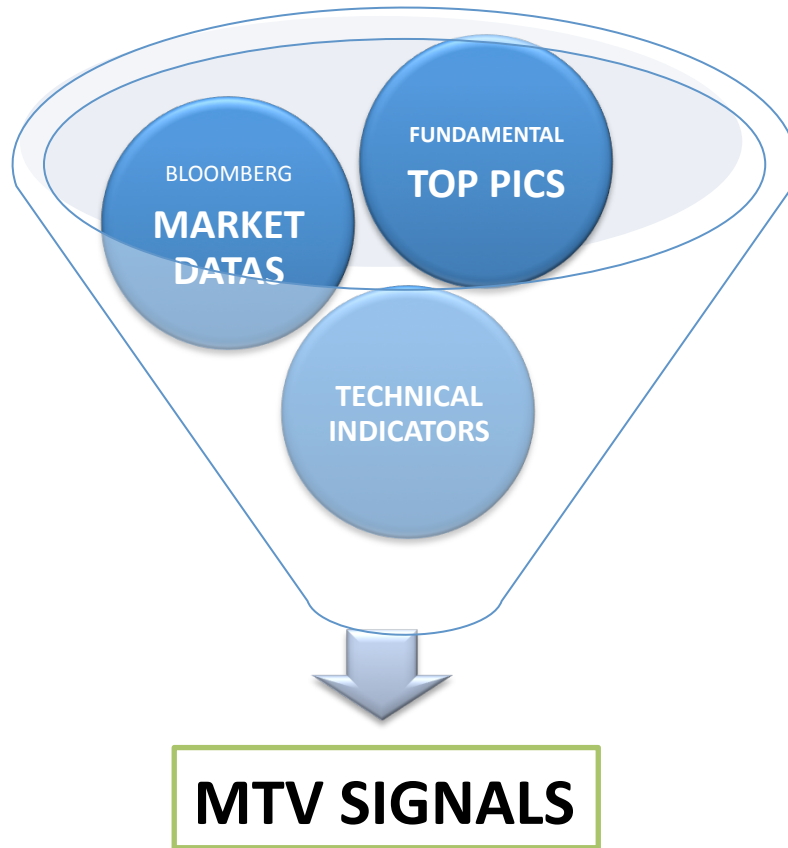 BLOOMBERG
MARKET
DATAS
FUNDAMENTAL
TOP PICS
TECHNICAL
INDICATORS
MTV SIGNALS